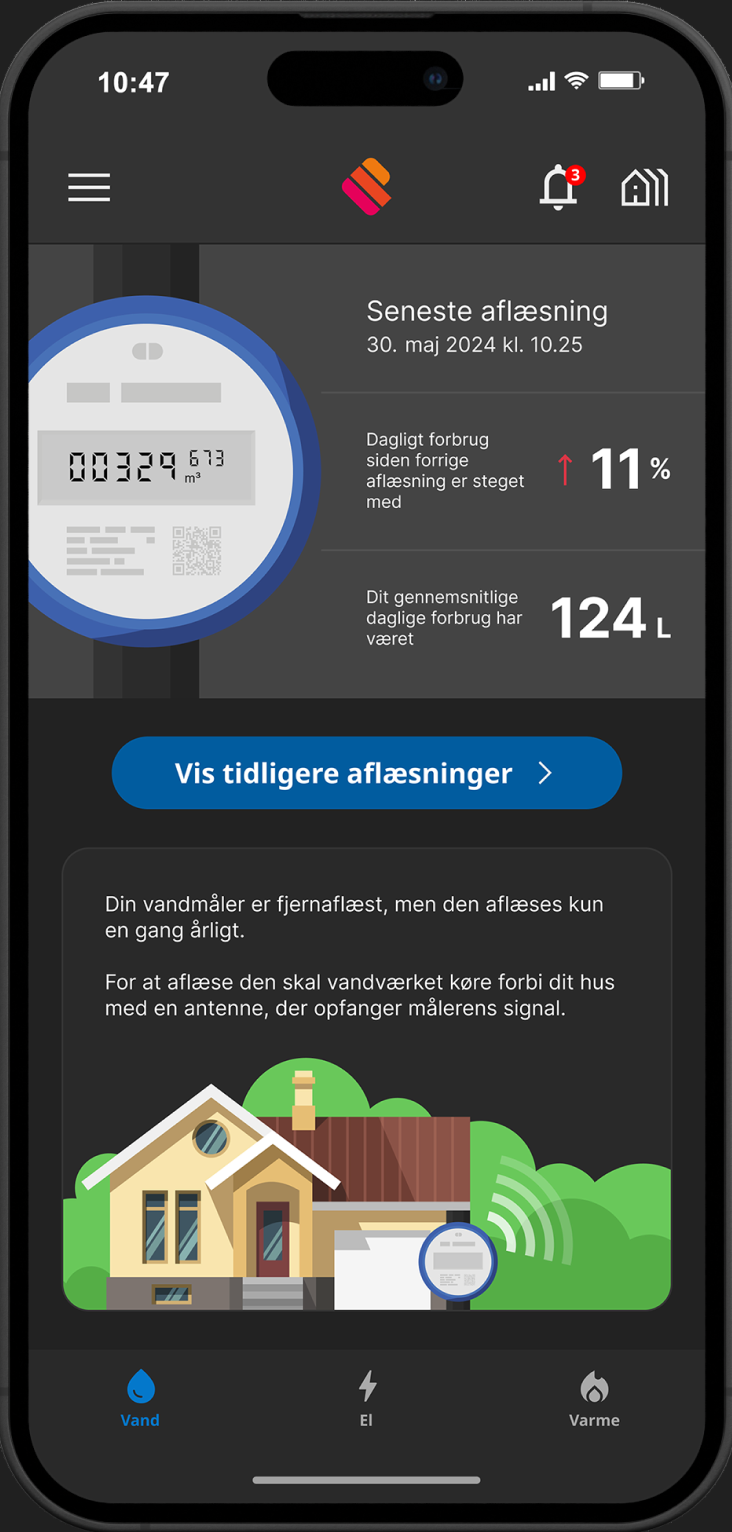 10:47
3
Seneste aflæsning
30. maj 2024 kl. 10.25
00329 673
m³
Dagligt forbrug
siden forrige
aflæsning er steget
med
↑ 11 %
Dit gennemsnitlige
daglige forbrug har
været
124 L
Vis tidligere aflæsninger
Din vandmåler er fjernaflæst, men den aflæses kun
en gang årligt.
For at aflæse den skal vandværket køre forbi dit hus
med en antenne, der opfanger målerens signal.
Vand
El
Varme